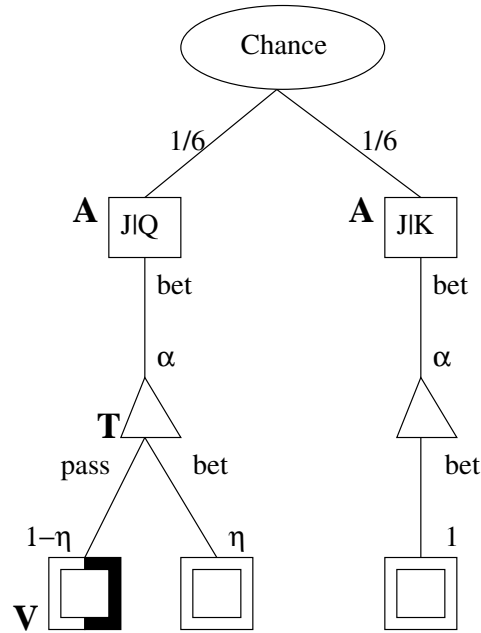 Chance
1/6 1/6
A J|Q A J|K
bet bet
α α
T
pass bet bet
1−η η 1
V